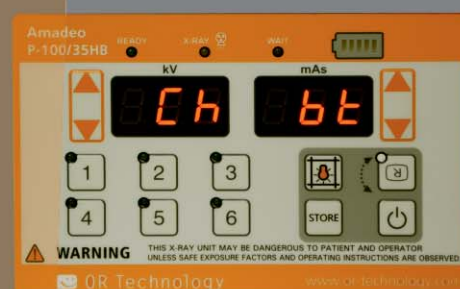 Amadeo
P-100/35HB
READY X-RAY WAIT
kV mAs
Ch bt
1 2 3 R
4 5 6 STORE
WARNING THIS X-RAY UNIT MAY BE DANGEROUS TO PATIENT AND OPERATOR
UNLESS SAFE EXPOSURE FACTORS AND OPERATING INSTRUCTIONS ARE OBSERVED
OR Technology www.or-technology.com